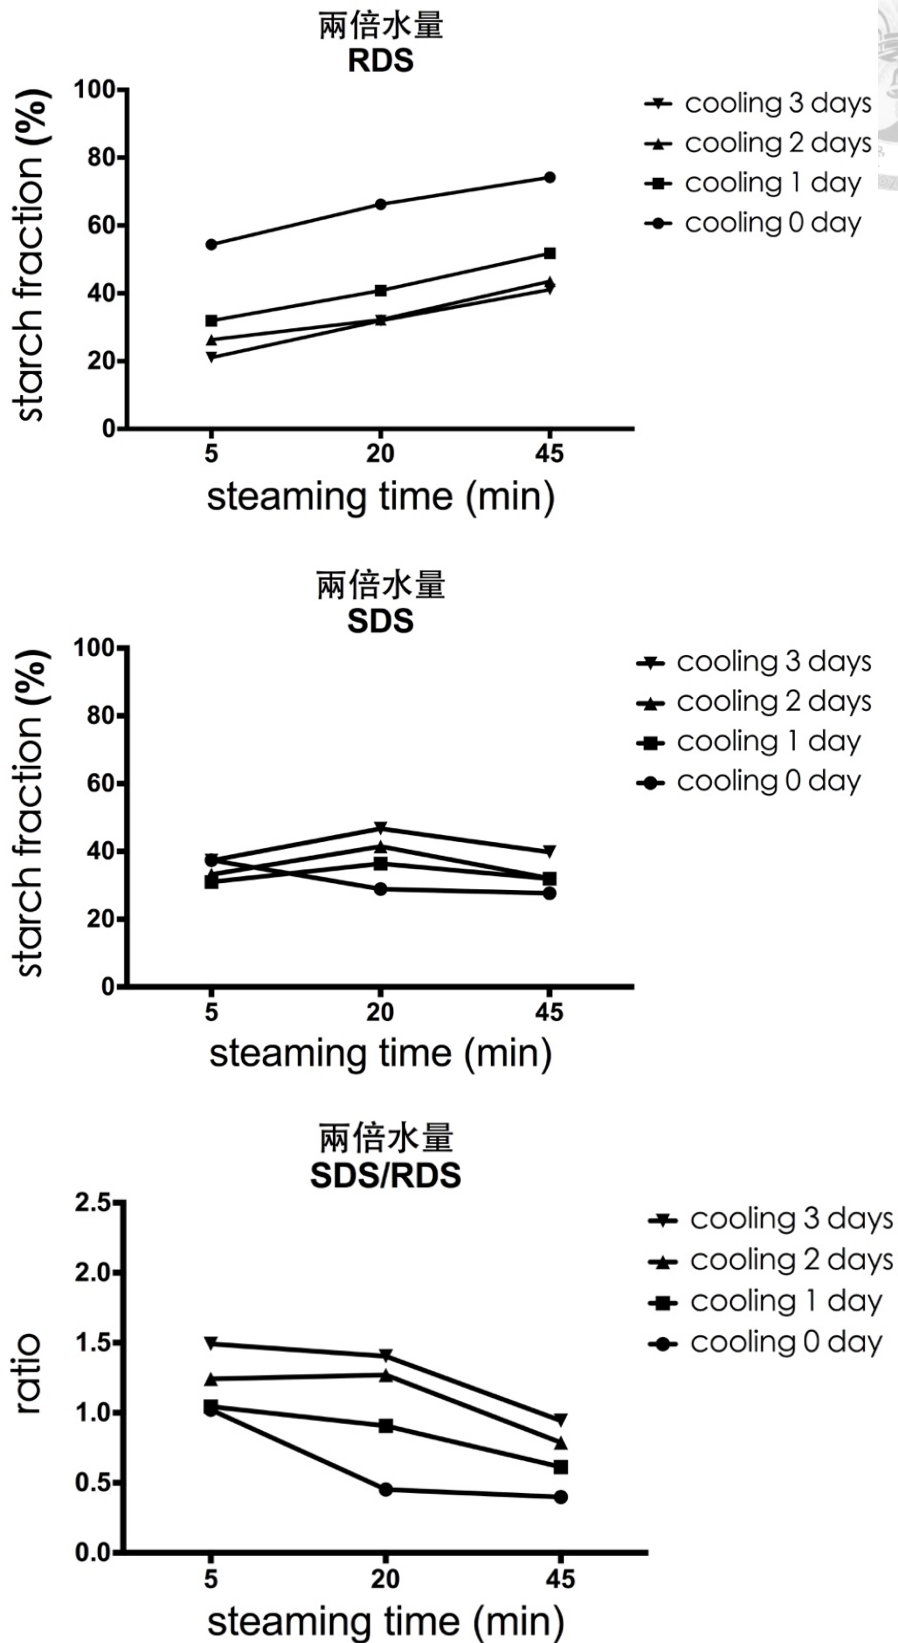 兩倍水量
RDS
starch fraction (%)
100
80
60
40
20
0
5 20 45
steaming time (min)
cooling 3 days
cooling 2 days
cooling 1 day
cooling 0 day
兩倍水量
SDS
starch fraction (%)
100
80
60
40
20
0
5 20 45
steaming time (min)
cooling 3 days
cooling 2 days
cooling 1 day
cooling 0 day
兩倍水量
SDS/RDS
ratio
2.5
2.0
1.5
1.0
0.5
0.0
5 20 45
steaming time (min)
cooling 3 days
cooling 2 days
cooling 1 day
cooling 0 day